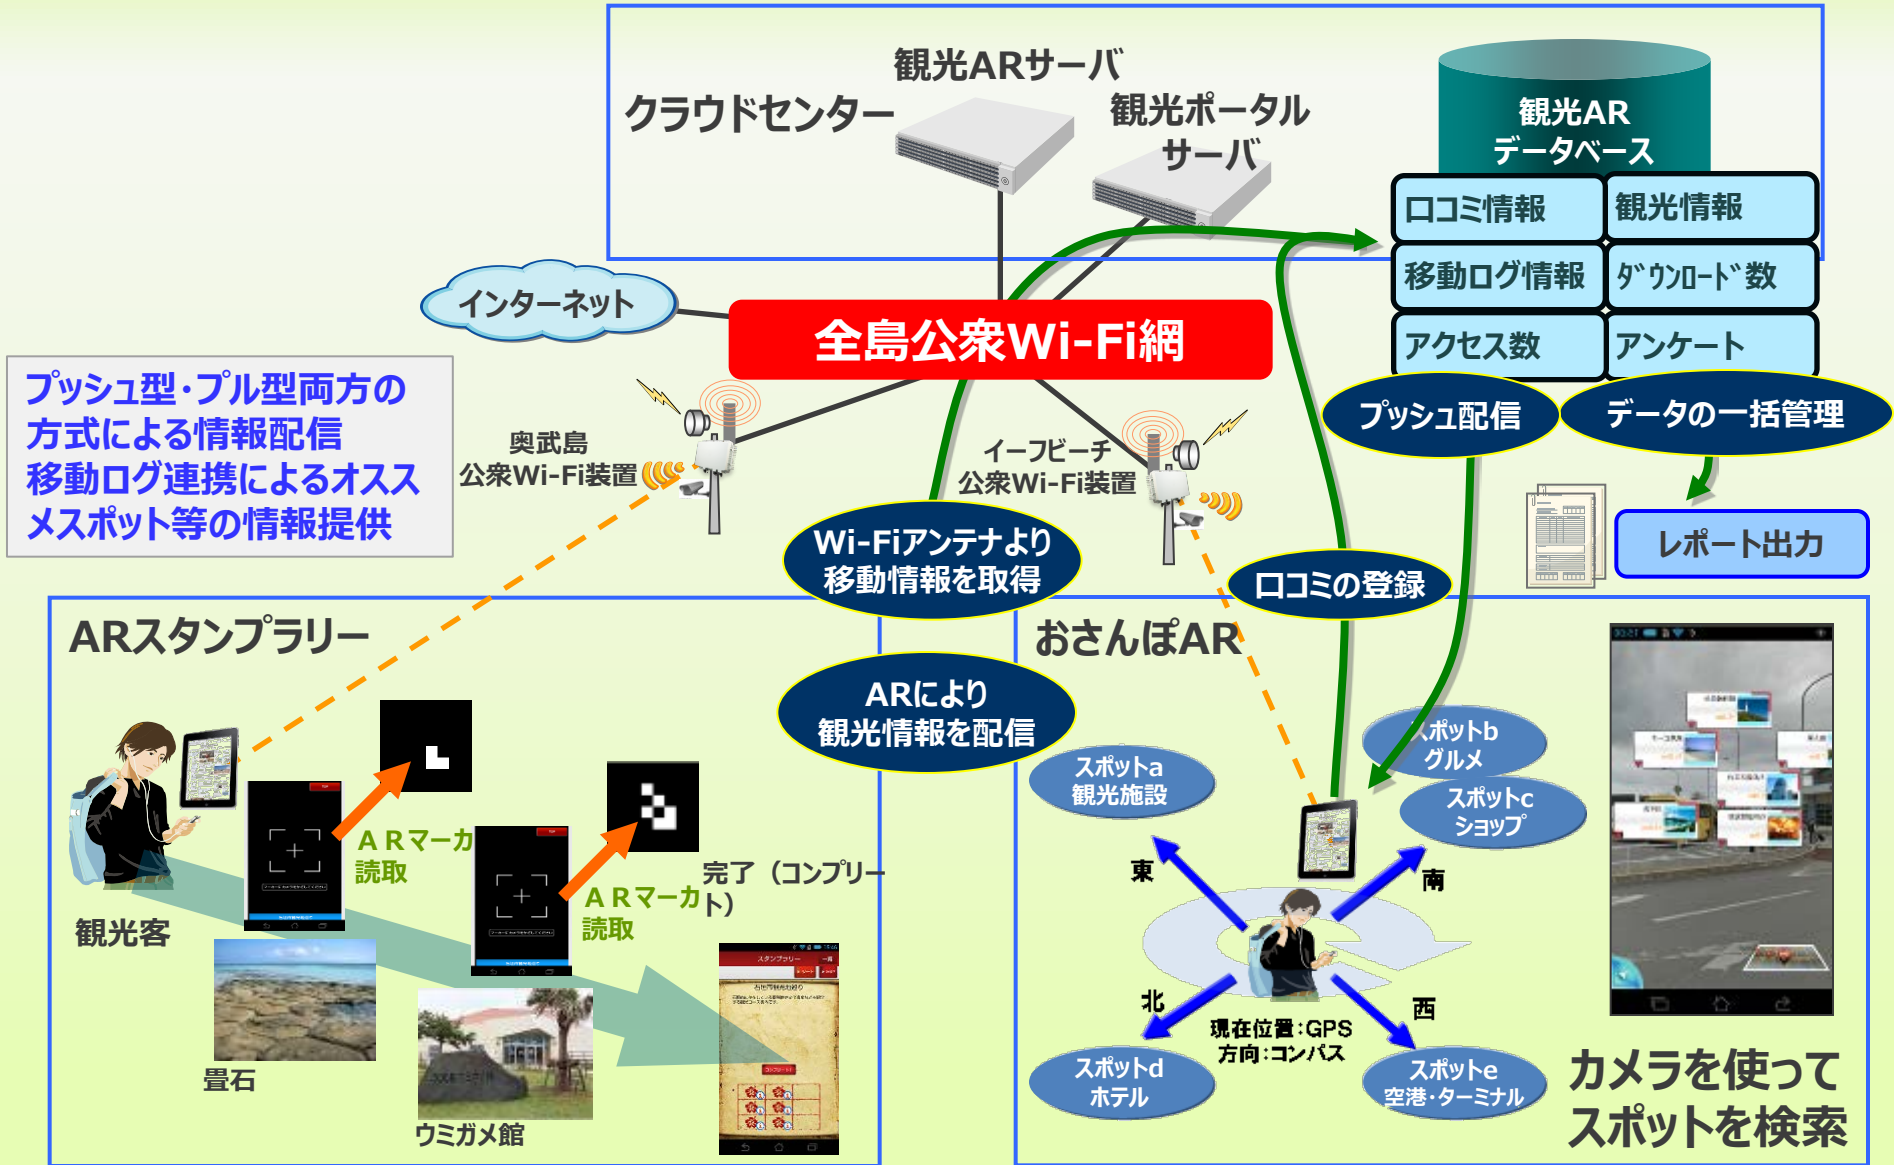 観光ARサーバ
クラウドセンター
観光ポータル
サーバ
観光AR
データベース
口コミ情報
観光情報
移動ログ情報
ﾀﾞｳﾝﾛｰﾄﾞ数
アクセス数
アンケート
インターネット
全島公衆Wi-Fi網
プッシュ型・プル型両方の
方式による情報配信
移動ログ連携によるオスス
メスポット等の情報提供
奥武島
公衆Wi-Fi装置
イーフビーチ
公衆Wi-Fi装置
プッシュ配信
データの一括管理
レポート出力
Wi-Fiアンテナより
移動情報を取得
口コミの登録
ARスタンプラリー
ARにより
観光情報を配信
おさんぽAR
ＡＲマーカ
読取
ＡＲマーカ
読取
完了（コンプリー
ト）
観光客
畳石
ウミガメ館
スタンプラリー
スポットa
観光施設
スポットb
グルメ
スポットc
ショップ
東
南
北
西
現在位置：GPS
方向：コンパス
スポットd
ホテル
スポットe
空港・ターミナル
カメラを使って
スポットを検索